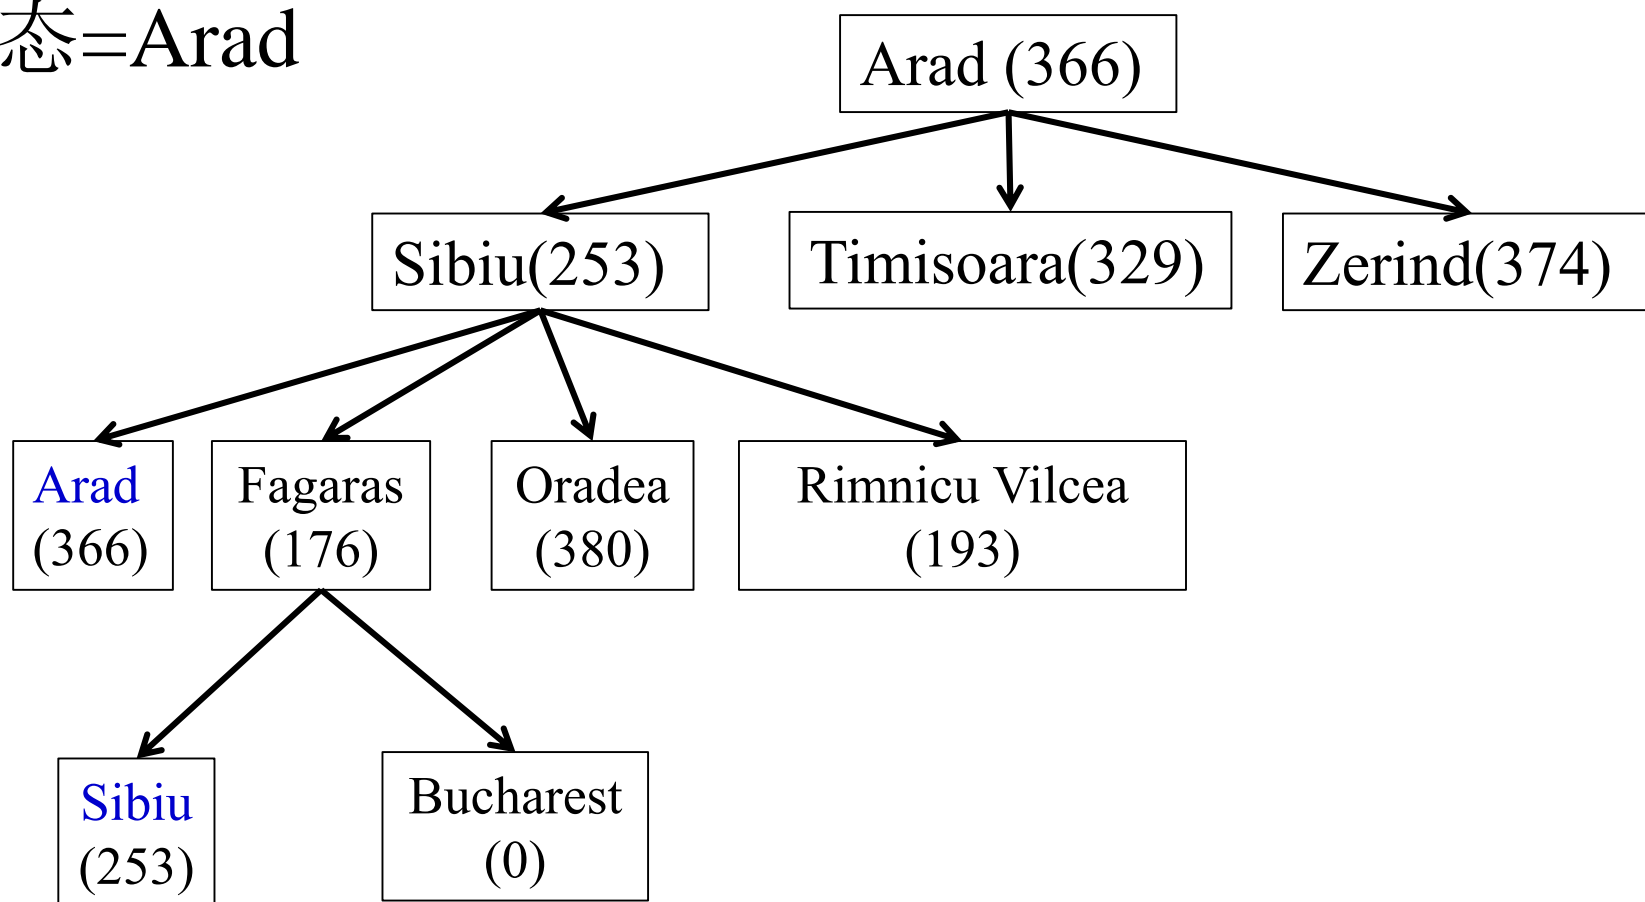 态=Arad
Arad (366)
Sibiu(253)
Timisoara(329)
Zerind(374)
Arad
(366)
Fagaras
(176)
Oradea
(380)
Rimnicu Vilcea
(193)
Sibiu
(253)
Bucharest
(0)